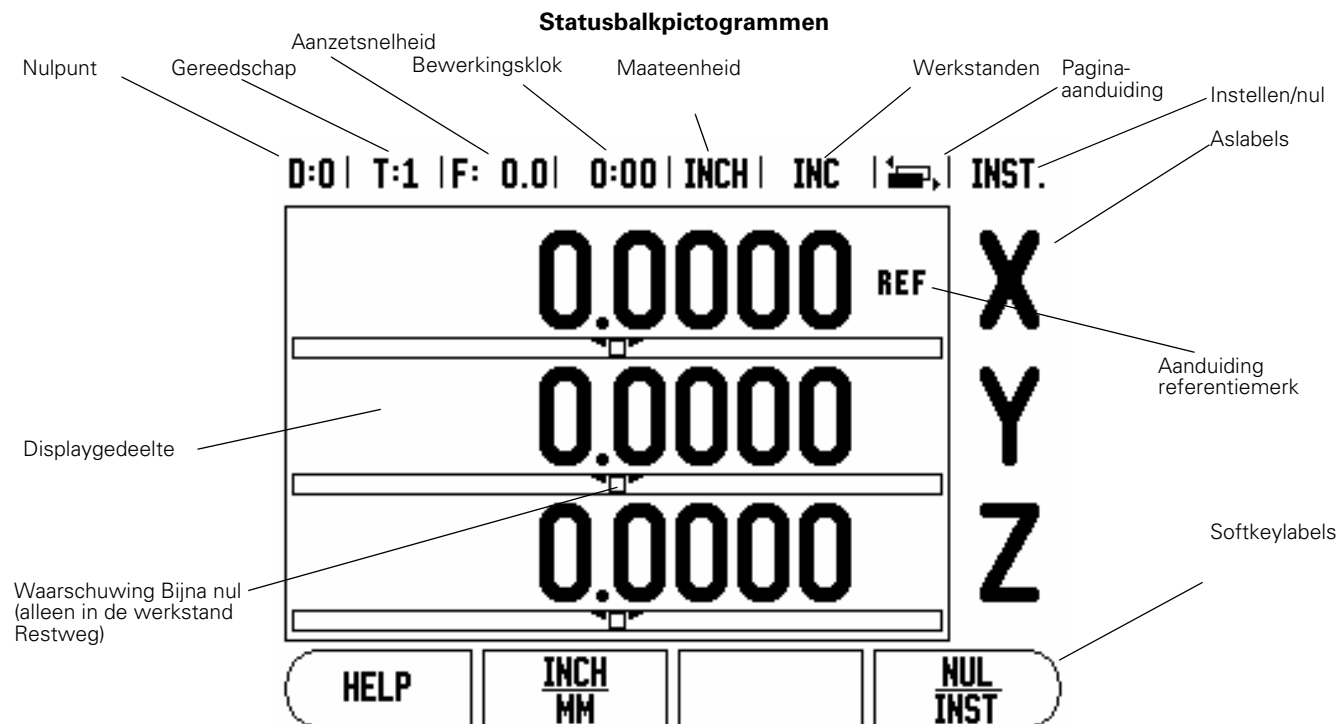 Statusbalkpictogrammen
Aanzetsnelheid
Nulpunt
Gereedschap
Bewerkingsklok
Maateenheid
Werkstanden
Pagina-
aanduiding
Instellen/nul
Aslabels
D:0 | T:1 | F: 0.0 | 0:00 | INCH | INC | | INST.
0.0000 REF X
Aanduiding
referentiemerk
0.0000 Y
Displaygedeelte
0.0000 Z
Softkeylabels
Waarschuwing Bijna nul
(alleen in de werkstand
Restweg)
HELP
INCH
MM
NUL
INST